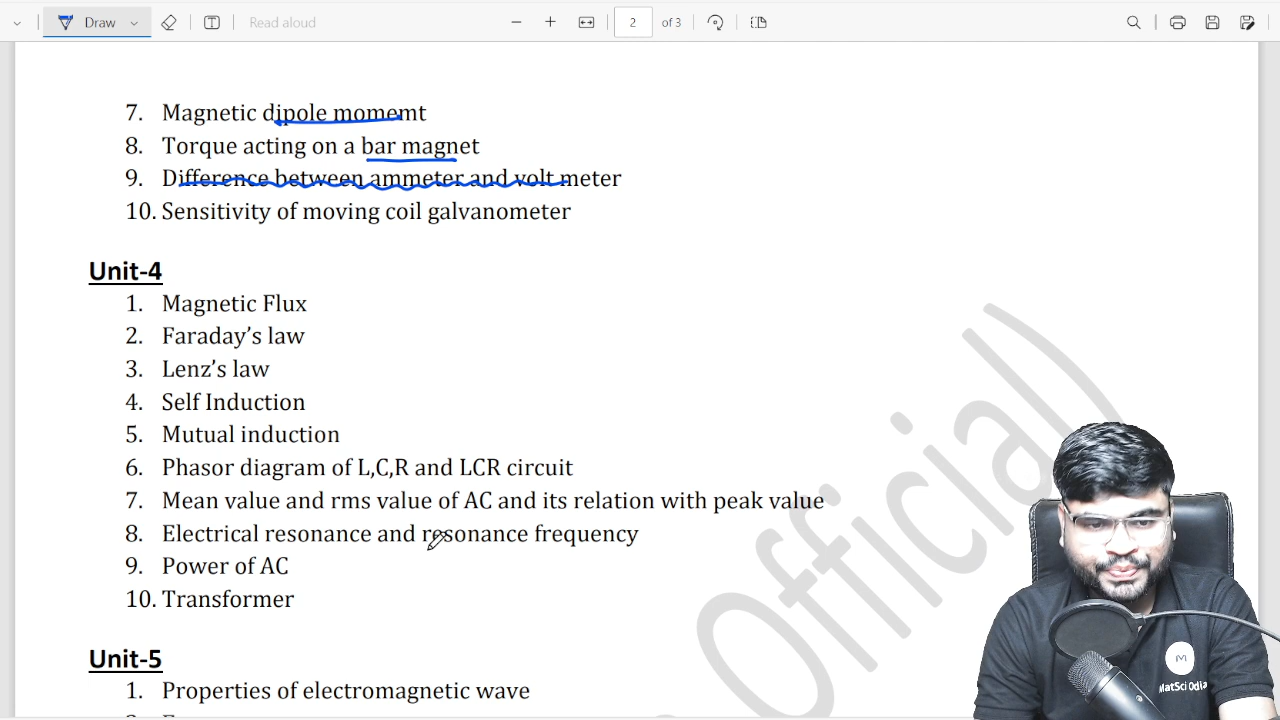 Draw
Read aloud
2 of 3
7. Magnetic dipole momemt
8. Torque acting on a bar magnet
9. Difference between ammeter and volt meter
10. Sensitivity of moving coil galvanometer
Unit-4
1. Magnetic Flux
2. Faraday’s law
3. Lenz’s law
4. Self Induction
5. Mutual induction
6. Phasor diagram of L,C,R and LCR circuit
7. Mean value and rms value of AC and its relation with peak value
8. Electrical resonance and resonance frequency
9. Power of AC
10. Transformer
Unit-5
1. Properties of electromagnetic wave
Official)
M
MatSci Odia